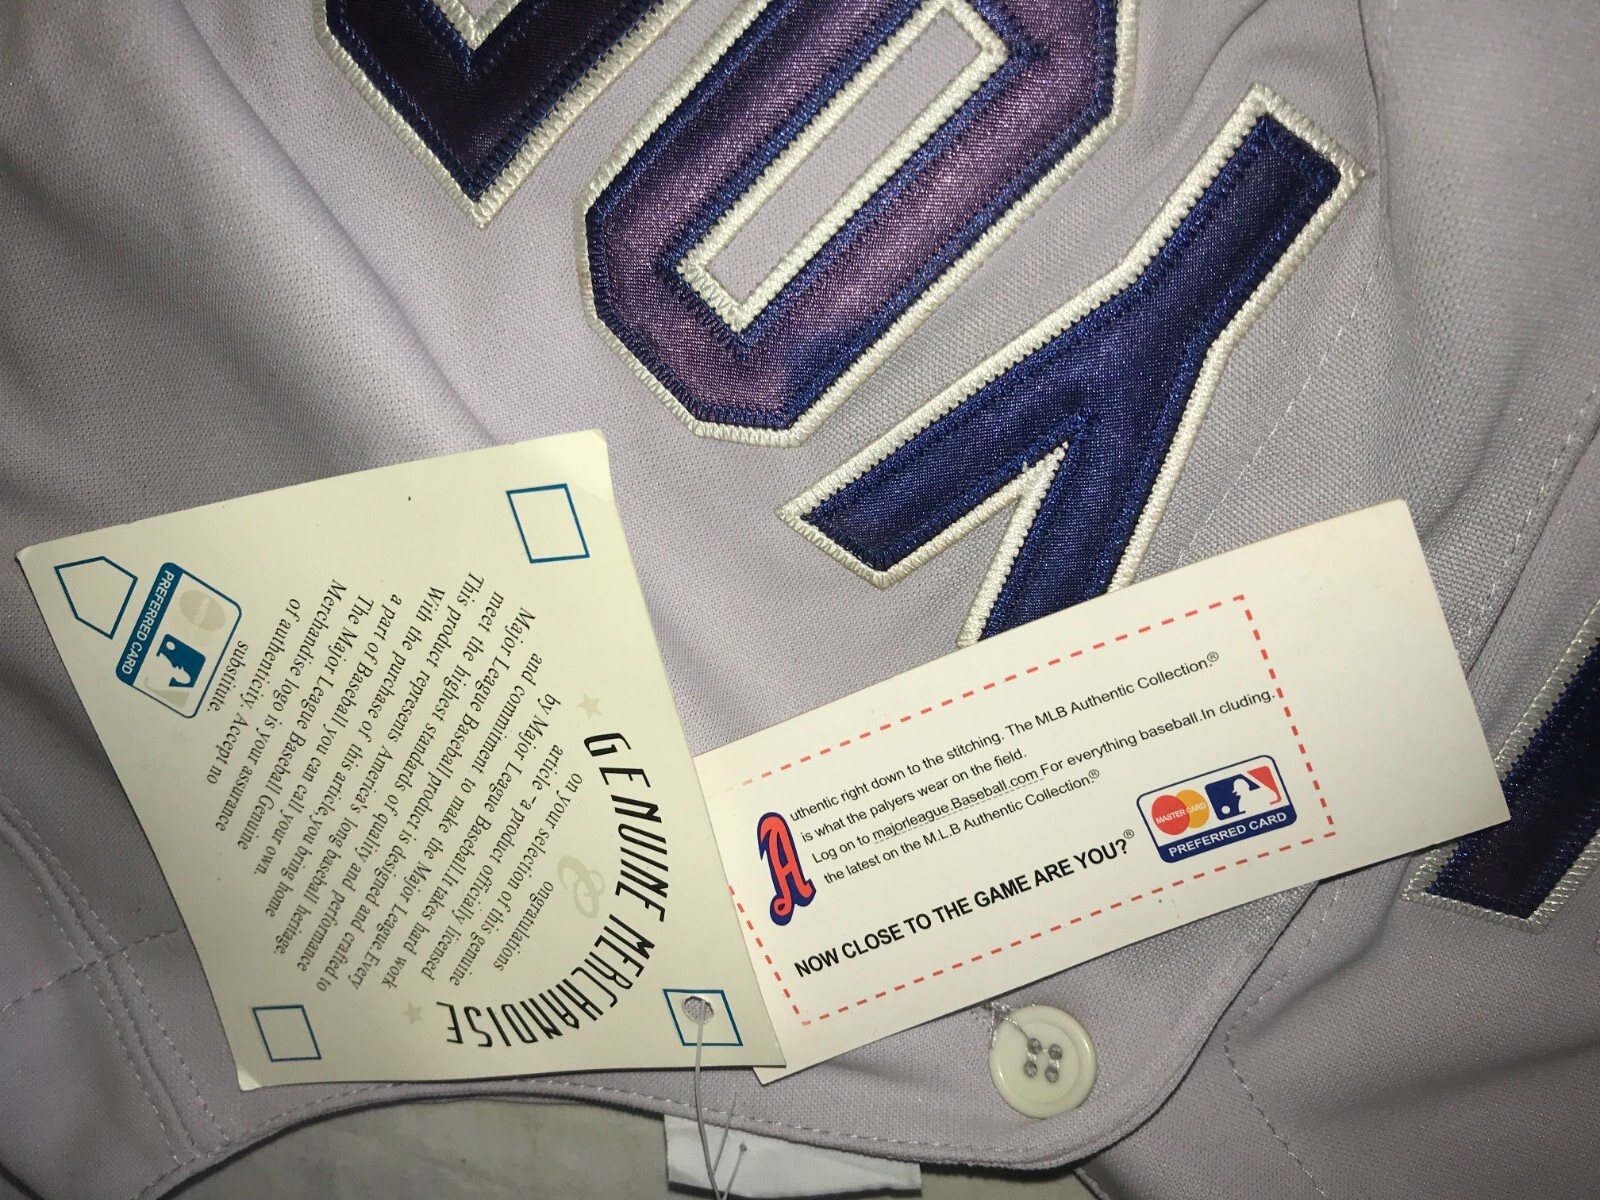 GENUINE MERCHANDISE
ongratulations
on your selection of this genuine
article - a product officially licensed
by Major League Baseball.It takes hard work
and commitment to make the Major League.Every
Major League Baseball product is designed and crafted to
meet the highest standards of quality and performance
This product represents America's long baseball heritage.
With the purchase of this article,you bring home
a part of Baseball you can call your own.
The Major League Baseball Genuine
Merchandise logo is your assurance
of authenticity. Accept no
substitute.
PREFERRED CARD
Authentic right down to the stitching. The MLB Authentic Collection.®
is what the palyers wear on the field.
Log on to majorleague.Baseball.com For everything baseball.In cluding.
the latest on the M.L.B Authentic Collection®
NOW CLOSE TO THE GAME ARE YOU?®
MASTER CARD
PREFERRED CARD